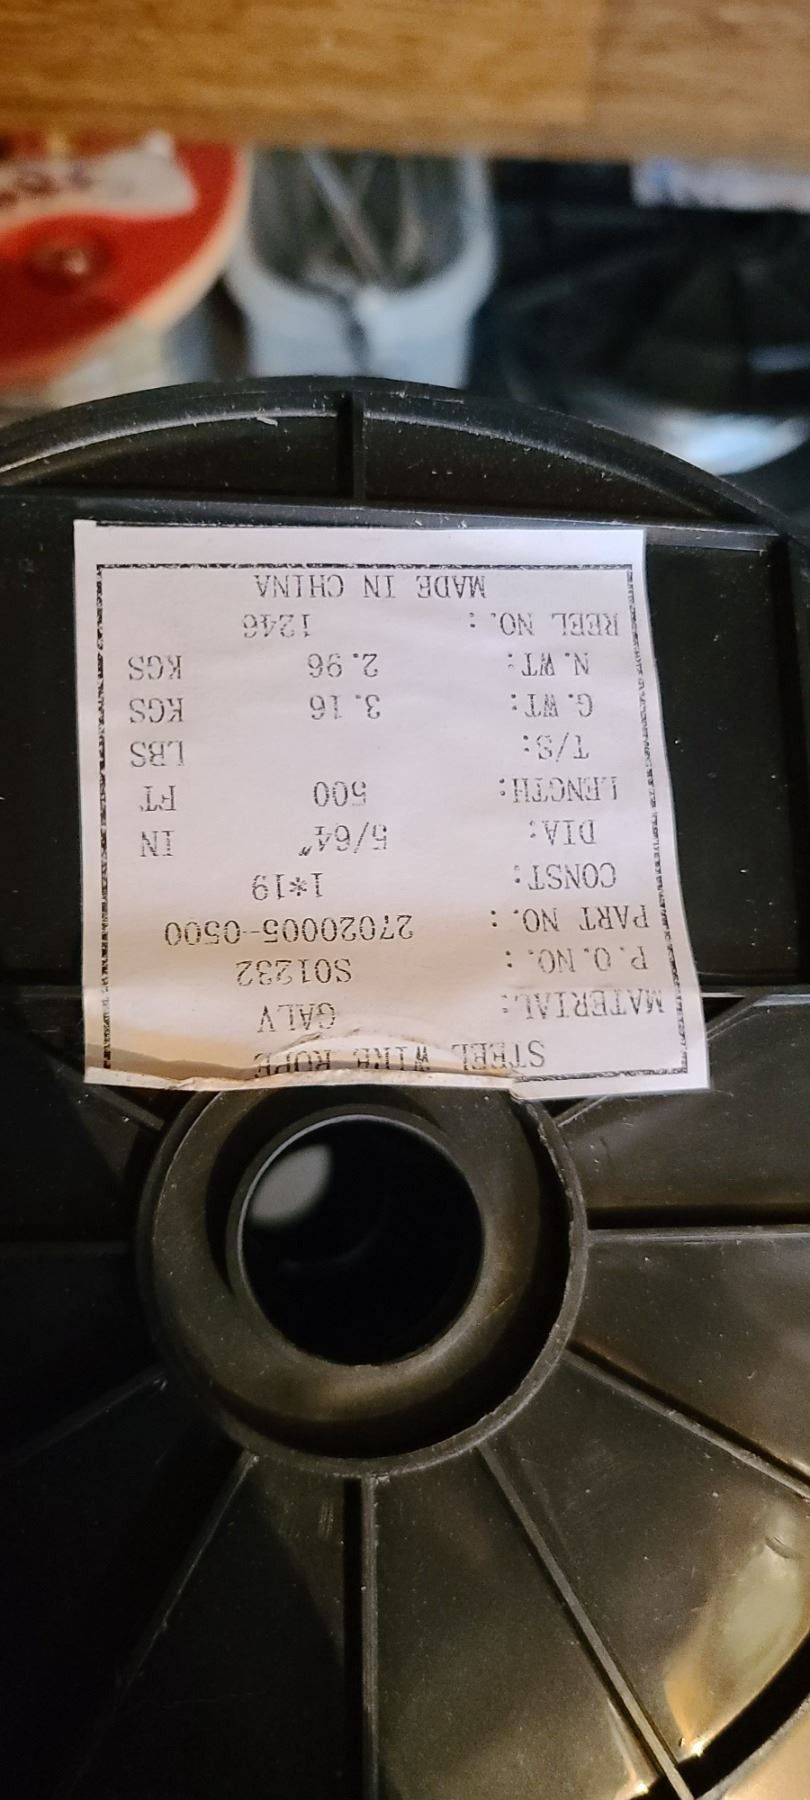 STEEL WIRE ROPE
MATERIAL: GALV
P.O.NO.: S01232
PART NO.: 27020005-0500
CONST: 1*19
DIA: 5/64" IN
LENGTH: 500 FT
T/S: LBS
G.WT: 3.16 KGS
N.WT: 2.96 KGS
REEL NO.: 1246
MADE IN CHINA